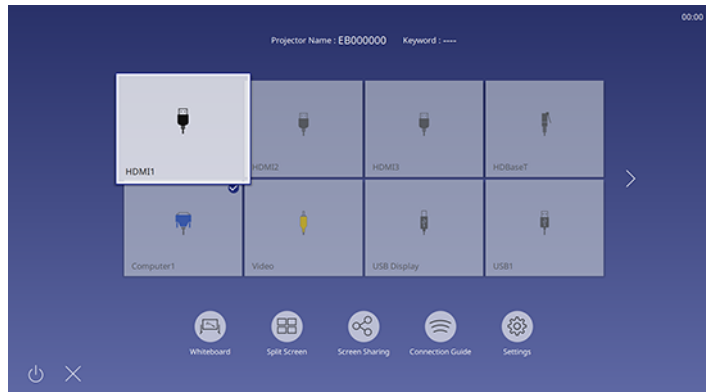 00:00
Projector Name : EB000000 Keyword : ----
HDMI1 HDMI2 HDMI3 HDBaseT
Computer1 Video USB Display USB1
Whiteboard Split Screen Screen Sharing Connection Guide Settings